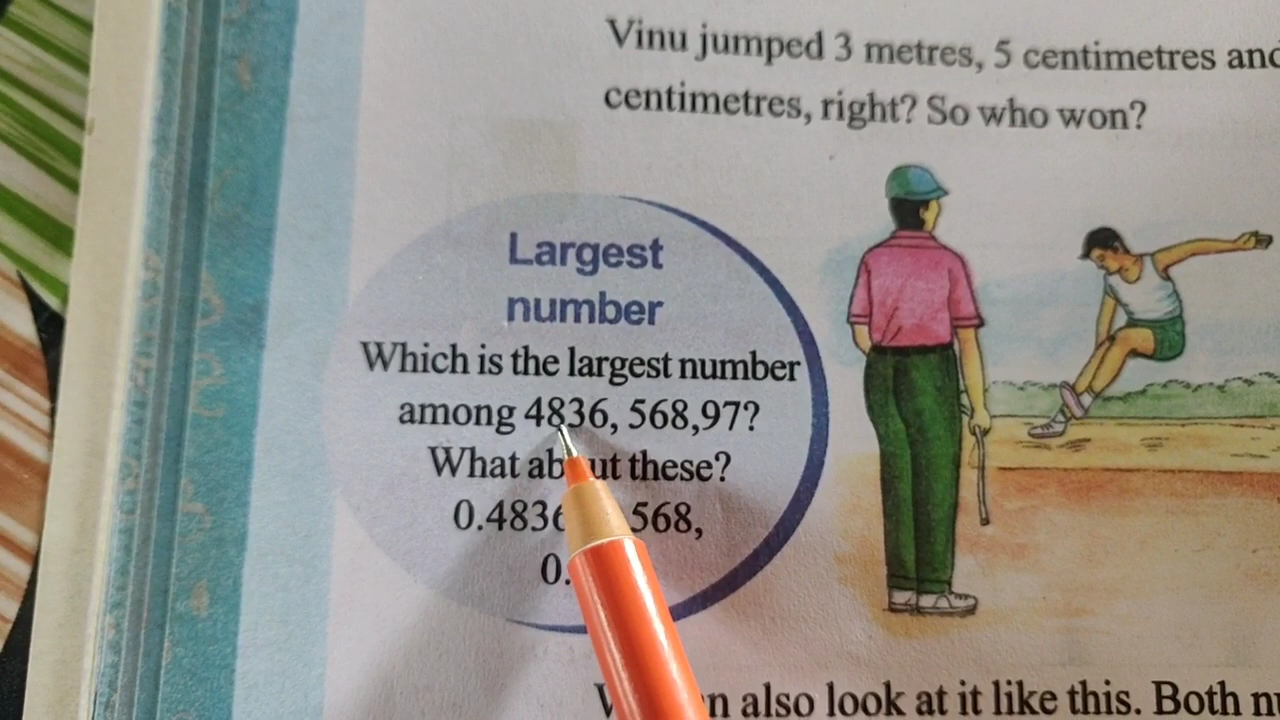 Vinu jumped 3 metres, 5 centimetres and
centimetres, right? So who won?
Largest
number
Which is the largest number
among 4836, 568,97?
What ab ut these?
0.4836 568,
0.
n also look at it like this. Both